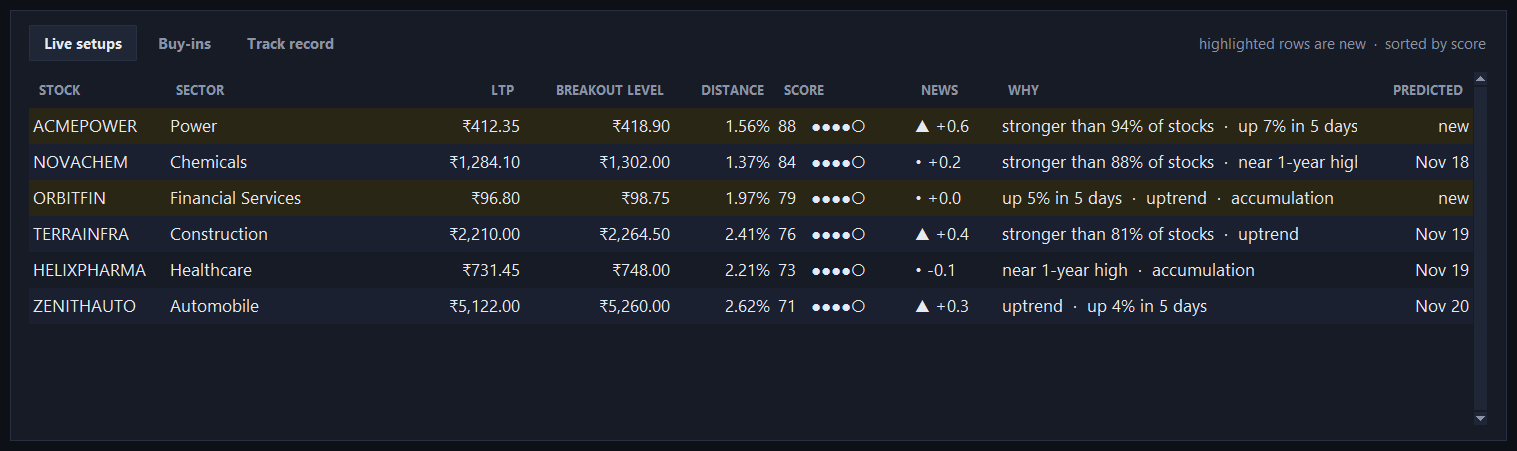 Live setups Buy-ins Track record highlighted rows are new · sorted by score
STOCK SECTOR LTP BREAKOUT LEVEL DISTANCE SCORE NEWS WHY PREDICTED
ACMEPOWER Power ₹412.35 ₹418.90 1.56% 88 ●●●●○ ▲ +0.6 stronger than 94% of stocks · up 7% in 5 days new
NOVACHEM Chemicals ₹1,284.10 ₹1,302.00 1.37% 84 ●●●●○ • +0.2 stronger than 88% of stocks · near 1-year Nov 18
ORBITFIN Financial Services ₹96.80 ₹98.75 1.97% 79 ●●●●○ • +0.0 up 5% in 5 days · uptrend · accumulation new
TERRAINFRA Construction ₹2,210.00 ₹2,264.50 2.41% 76 ●●●●○ ▲ +0.4 stronger than 81% of stocks · uptrend Nov 19
HELIXPHARMA Healthcare ₹731.45 ₹748.00 2.21% 73 ●●●●○ • -0.1 near 1-year high · accumulation Nov 19
ZENITHAUTO Automobile ₹5,122.00 ₹5,260.00 2.62% 71 ●●●●○ ▲ +0.3 uptrend · up 4% in 5 days Nov 20